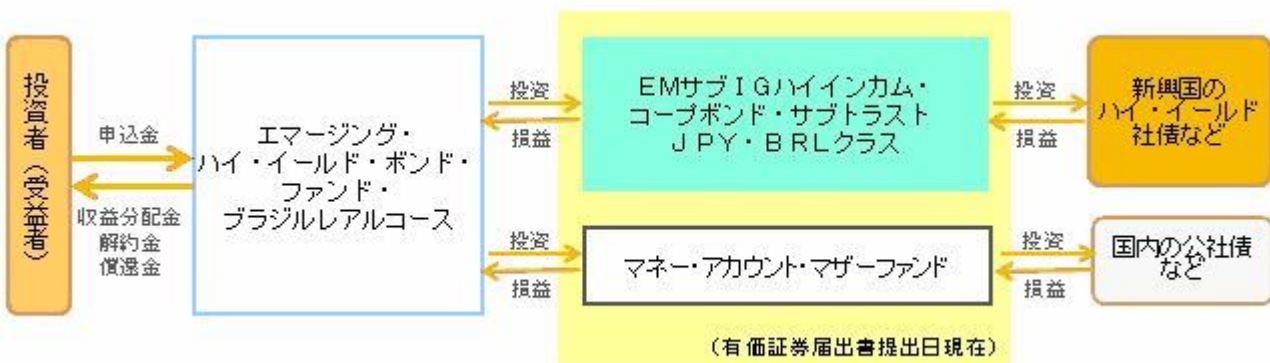 投資者（受益者）
申込金
収益分配金
解約金
償還金
エマージング・
ハイ・イールド・ボンド・
ファンド・
ブラジルレアルコース
投資
損益
投資
損益
EMサブIGハイインカム・
コープボンド・サブトラスト
JPY・BRLクラス
マネー・アカウント・マザーファンド
（有価証券届出書提出日現在）
投資
損益
投資
損益
新興国の
ハイ・イールド
社債など
国内の公社債
など